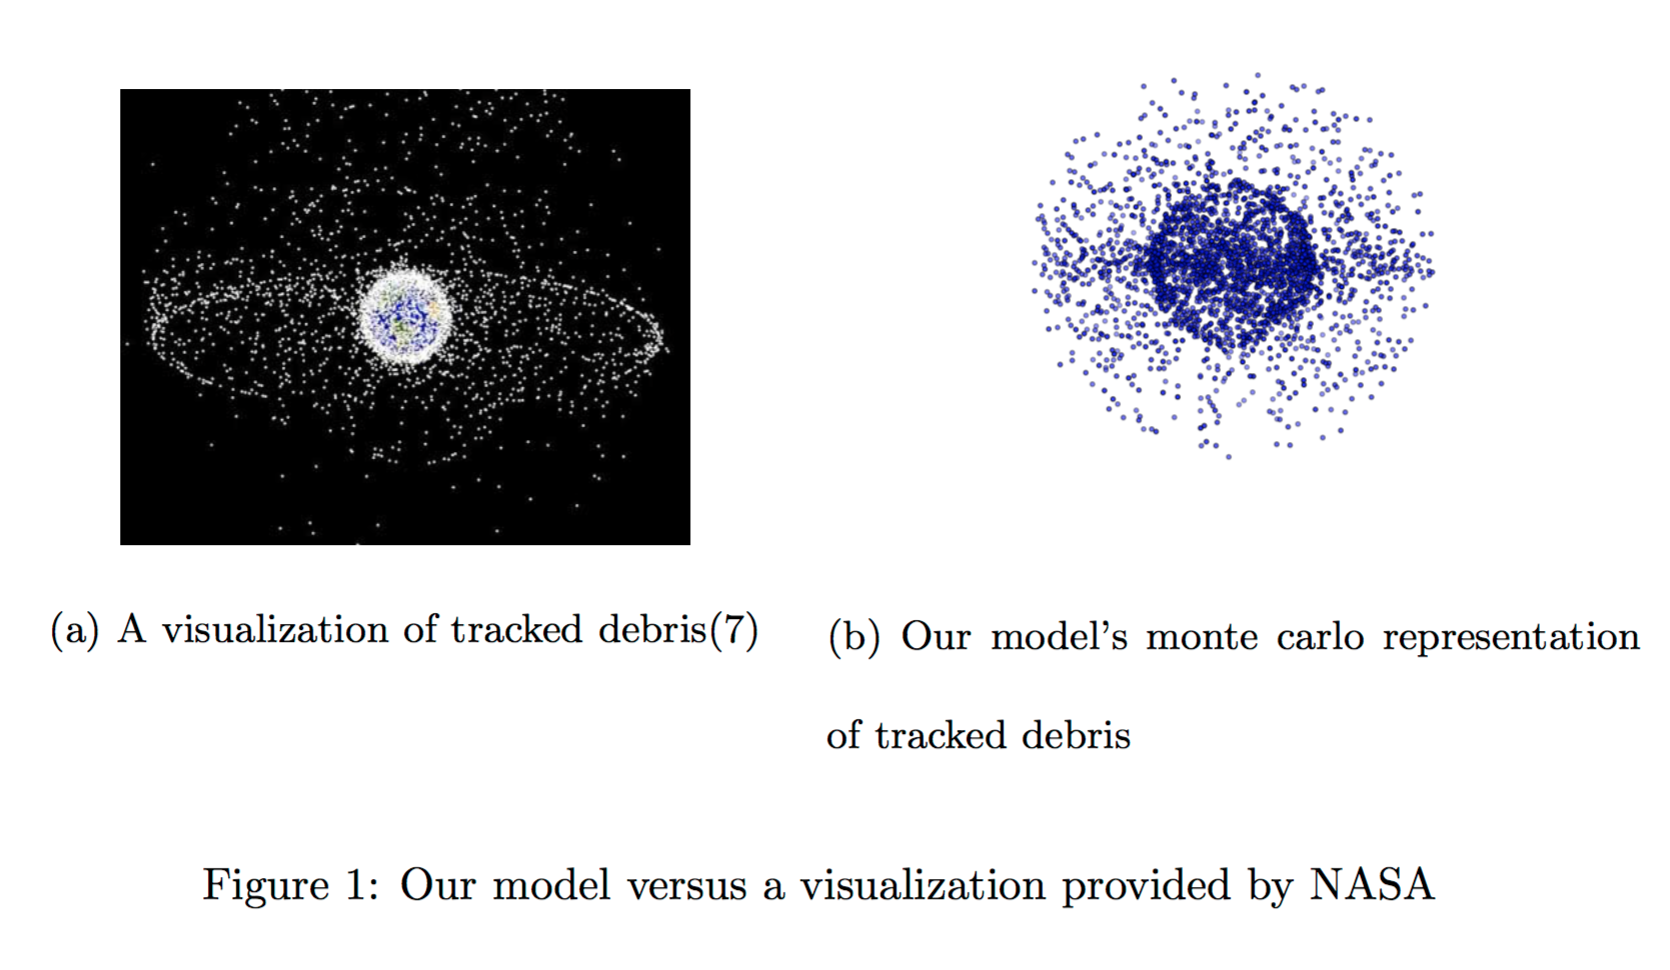 (a) A visualization of tracked debris(7)
(b) Our model's monte carlo representation
of tracked debris
Figure 1: Our model versus a visualization provided by NASA